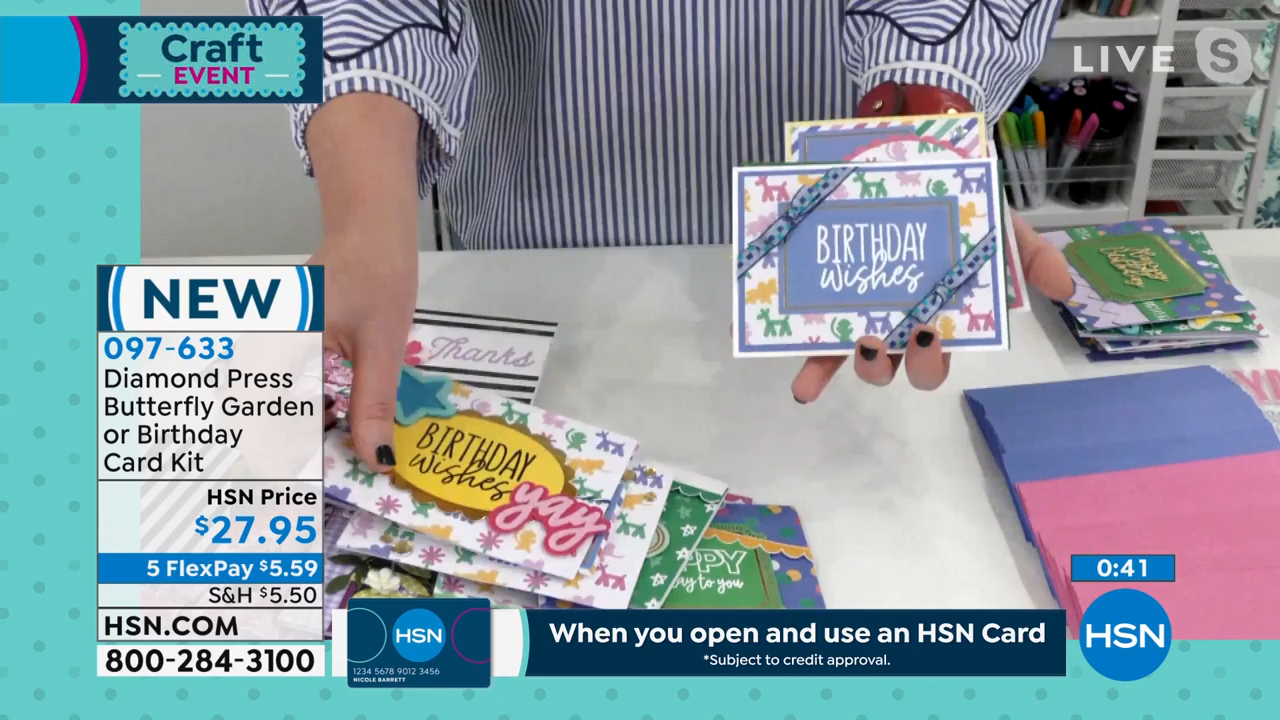 Craft
EVENT
LIVE S
NEW
097-633
Diamond Press
Butterfly Garden
or Birthday
Card Kit
HSN Price
$27.95
5 FlexPay $5.59
S&H $5.50
HSN.COM
800-284-3100
BIRTHDAY
wishes
Thanks
BIRTHDAY
wishes
yay
day to you
HSN
1234 5678 9012 3456
NICOLE BARRETT
When you open and use an HSN Card
*Subject to credit approval.
0:41
HSN